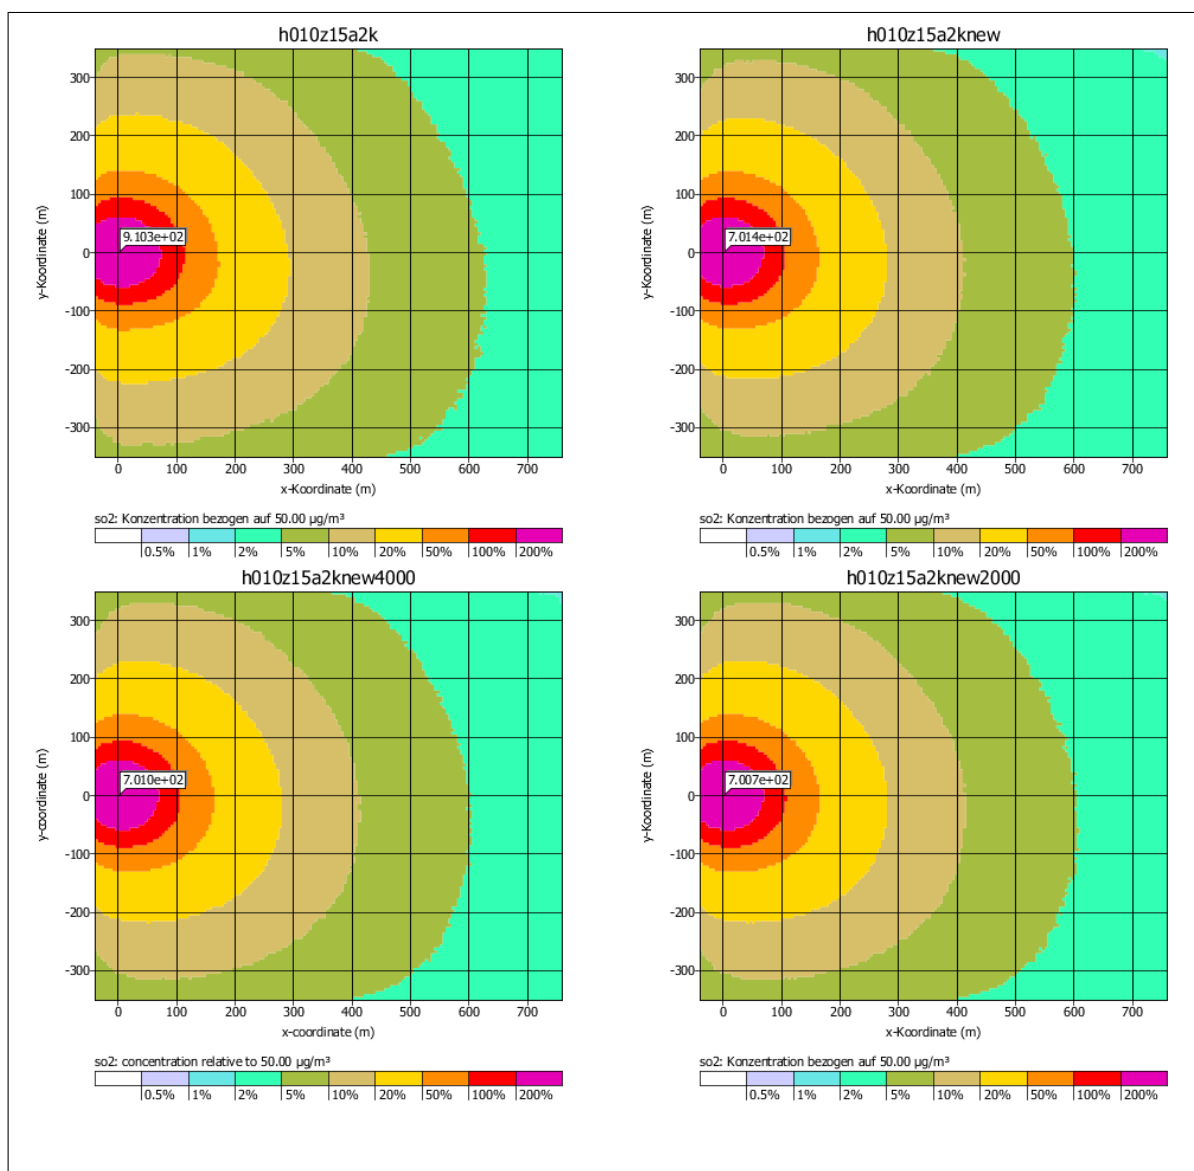 h010z15a2k
300
200
100
0
-100
-200
-300
y-Koordinate (m)
9.103e+02
0 100 200 300 400 500 600 700
x-Koordinate (m)
so2: Konzentration bezogen auf 50.00 µg/m³
0.5% 1% 2% 5% 10% 20% 50% 100% 200%
h010z15a2knew
300
200
100
0
-100
-200
-300
y-Koordinate (m)
7.014e+02
0 100 200 300 400 500 600 700
x-Koordinate (m)
so2: Konzentration bezogen auf 50.00 µg/m³
0.5% 1% 2% 5% 10% 20% 50% 100% 200%
h010z15a2knew4000
300
200
100
0
-100
-200
-300
y-coordinate (m)
7.010e+02
0 100 200 300 400 500 600 700
x-coordinate (m)
so2: concentration relative to 50.00 µg/m³
0.5% 1% 2% 5% 10% 20% 50% 100% 200%
h010z15a2knew2000
300
200
100
0
-100
-200
-300
y-Koordinate (m)
7.007e+02
0 100 200 300 400 500 600 700
x-Koordinate (m)
so2: Konzentration bezogen auf 50.00 µg/m³
0.5% 1% 2% 5% 10% 20% 50% 100% 200%